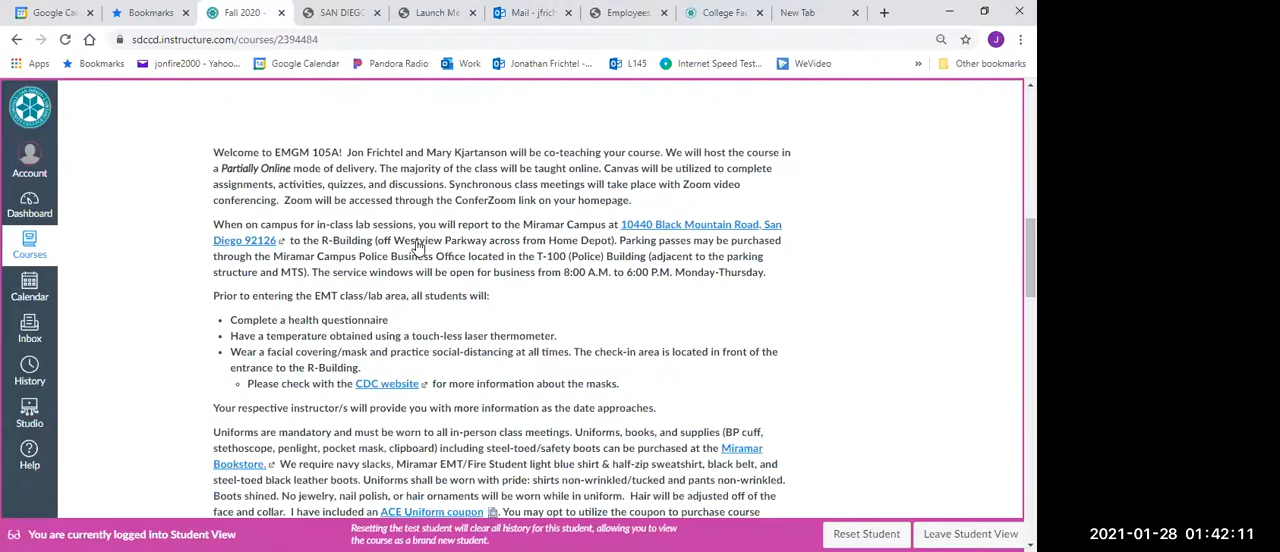 Google Cal
Bookmarks
Fall 2020 -
SAN DIEGO
Launch Me
Mail - jfrich
Employees
College Fac
New Tab
sdccd.instructure.com/courses/2394484
J
Apps
Bookmarks
jonfire2000 - Yahoo...
Google Calendar
Pandora Radio
Work
Jonathan Frichtel -...
L145
Internet Speed Test...
WeVideo
»
Other bookmarks
Account
Dashboard
Courses
Calendar
Inbox
History
Studio
Help
Welcome to EMGM 105A! Jon Frichtel and Mary Kjartanson will be co-teaching your course. We will host the course in
a Partially Online mode of delivery. The majority of the class will be taught online. Canvas will be utilized to complete
assignments, activities, quizzes, and discussions. Synchronous class meetings will take place with Zoom video
conferencing. Zoom will be accessed through the ConferZoom link on your homepage.
When on campus for in-class lab sessions, you will report to the Miramar Campus at 10440 Black Mountain Road, San
Diego 92126 to the R-Building (off Westview Parkway across from Home Depot). Parking passes may be purchased
through the Miramar Campus Police Business Office located in the T-100 (Police) Building (adjacent to the parking
structure and MTS). The service windows will be open for business from 8:00 A.M. to 6:00 P.M. Monday-Thursday.
Prior to entering the EMT class/lab area, all students will:
• Complete a health questionnaire
• Have a temperature obtained using a touch-less laser thermometer.
• Wear a facial covering/mask and practice social-distancing at all times. The check-in area is located in front of the
entrance to the R-Building.
◦ Please check with the CDC website for more information about the masks.
Your respective instructor/s will provide you with more information as the date approaches.
Uniforms are mandatory and must be worn to all in-person class meetings. Uniforms, books, and supplies (BP cuff,
stethoscope, penlight, pocket mask, clipboard) including steel-toed/safety boots can be purchased at the Miramar
Bookstore. We require navy slacks, Miramar EMT/Fire Student light blue shirt & half-zip sweatshirt, black belt, and
steel-toed black leather boots. Uniforms shall be worn with pride: shirts non-wrinkled/tucked and pants non-wrinkled.
Boots shined. No jewelry, nail polish, or hair ornaments will be worn while in uniform. Hair will be adjusted off of the
face and collar. I have included an ACE Uniform coupon. You may opt to utilize the coupon to purchase course
You are currently logged into Student View
Resetting the test student will clear all history for this student, allowing you to view
the course as a brand new student.
Reset Student
Leave Student View
2021-01-28 01:42:11